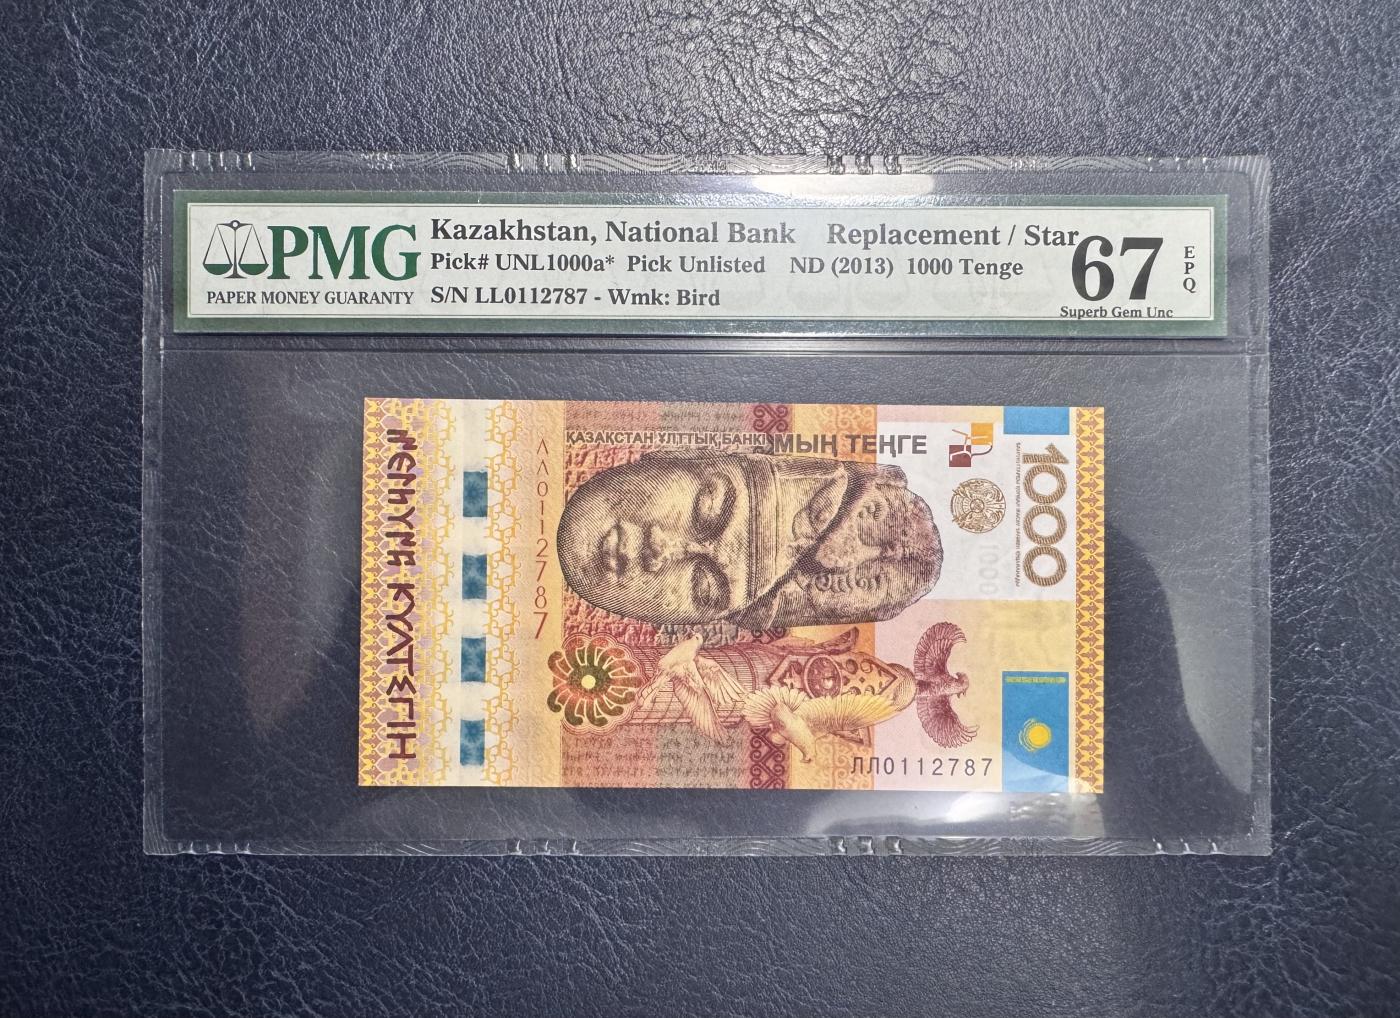 PMG
PAPER MONEY GUARANTY
Kazakhstan, National Bank Replacement / Star
Pick# UNL1000a* Pick Unlisted ND (2013) 1000 Tenge
S/N LL0112787 - Wmk: Bird
67
EPQ
Superb Gem Unc
ҚАЗАҚСТАН ҰЛТТЫҚ БАНКІ
МЫҢ ТЕҢГЕ
1000
ЛЛ0112787
ЛЛ0112787
КҮЛТЕГІН